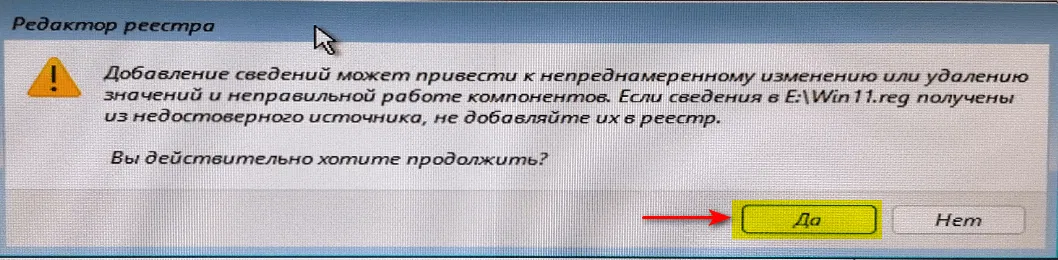 Редактор реестра
Добавление сведений может привести к непреднамеренному изменению или удалению
значений и неправильной работе компонентов. Если сведения в E:\Win11.reg получены
из недостоверного источника, не добавляйте их в реестр.
Вы действительно хотите продолжить?
Да
Нет